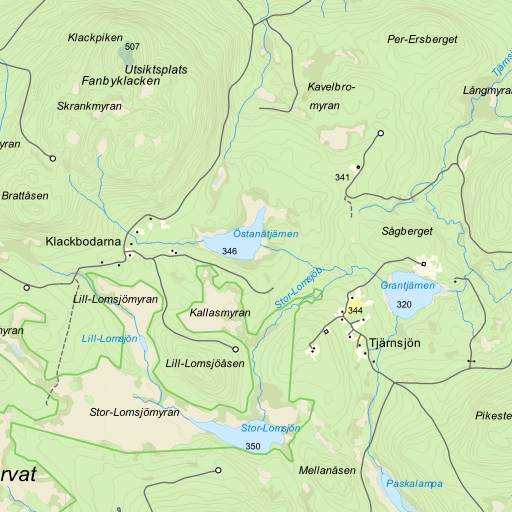 Klackpiken
507
Utsiktsplats
Fanbyklacken
Skrankmyran
Per-Ersberget
Tjärnsjö
Kavelbro-
myran
Långmyra
yran
341
Brattåsen
Klackbodarna
Östanåtjärnen
346
Sågberget
Stor-Lomsjöb
Grantjärnen
320
Lill-Lomsjömyran
Kallasmyran
344
myran
Lill-Lomsjön
Tjärnsjön
Lill-Lomsjöåsen
Stor-Lomsjömyran
Stor-Lomsjön
350
Pikeste
rvat
Mellanåsen
Paskalampa